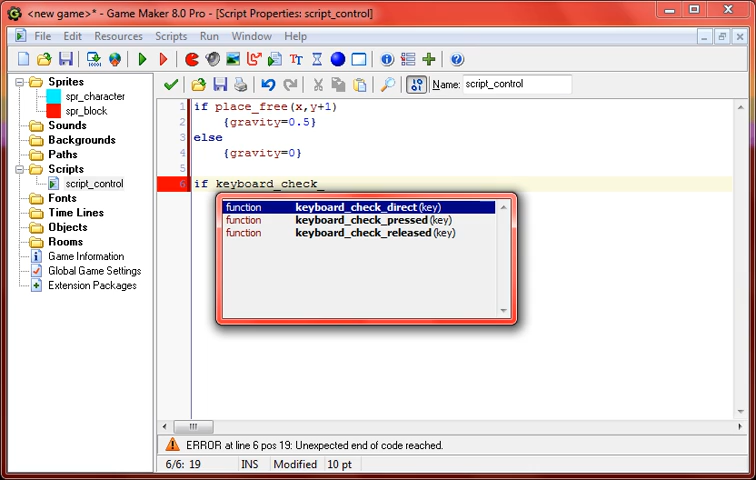 <new game>* - Game Maker 8.0 Pro - [Script Properties: script_control]
File Edit Resources Scripts Run Window Help
Sprites
spr_character
spr_block
Sounds
Backgrounds
Paths
Scripts
script_control
Fonts
Time Lines
Objects
Rooms
Game Information
Global Game Settings
Extension Packages
Name: script_control
1 if place_free(x,y+1)
2 {gravity=0.5}
3 else
4 {gravity=0}
5
6 if keyboard_check_
function keyboard_check_direct(key)
function keyboard_check_pressed(key)
function keyboard_check_released(key)
ERROR at line 6 pos 19: Unexpected end of code reached.
6/6: 19 INS Modified 10 pt